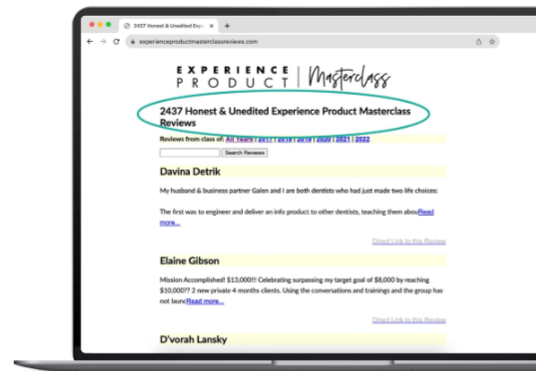 2437 Honest & Unedited Exp
experienceproductmasterclassreviews.com
EXPERIENCE
PRODUCT | Masterclass
2437 Honest & Unedited Experience Product Masterclass
Reviews
Reviews from class of: All Years | 2017 | 2018 | 2019 | 2020 | 2021 | 2022
Search Reviews
Davina Detrik
My husband & business partner Galen and I are both dentists who had just made two life choices:
The first was to engineer and deliver an info product to other dentists, teaching them abouRead
more...
Direct Link to this Review
Elaine Gibson
Mission Accomplished! $13,000!!! Celebrating surpassing my target goal of $8,000 by reaching
$10,000?? 2 new private 4 months clients. Using the conversations and trainings and the group has
not launcRead more...
Direct Link to this Review
D'vorah Lansky